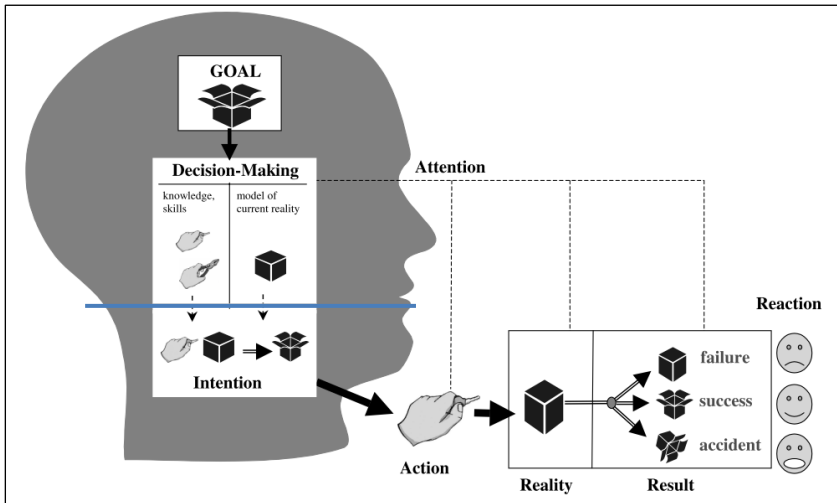 GOAL
Decision-Making
knowledge,
skills
model of
current reality
Intention
Attention
Action
Reality
Result
failure
success
accident
Reaction